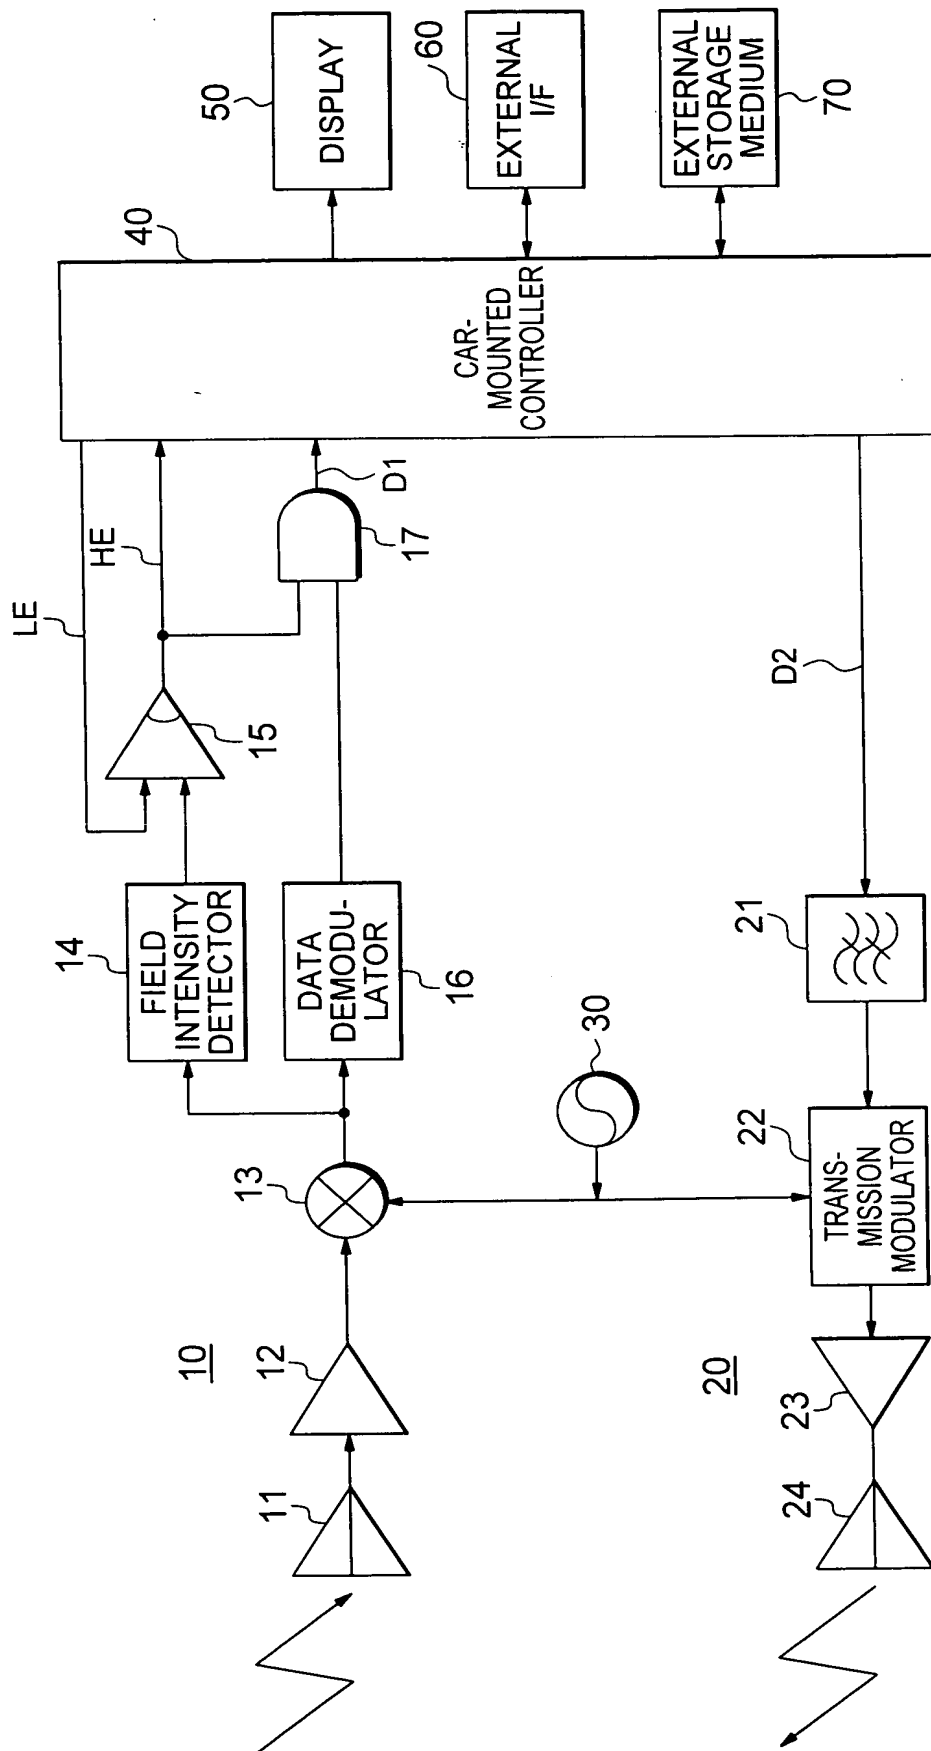 10
11
12
13
14
FIELD
INTENSITY
DETECTOR
DATA
DEMODU-
LATOR
16
15
LE
HE
17
D1
40
CAR-
MOUNTED
CONTROLLER
50
DISPLAY
60
EXTERNAL
I/F
EXTERNAL
STORAGE
MEDIUM
70
30
20
24
23
22
TRANS-
MISSION
MODULATOR
21
D2